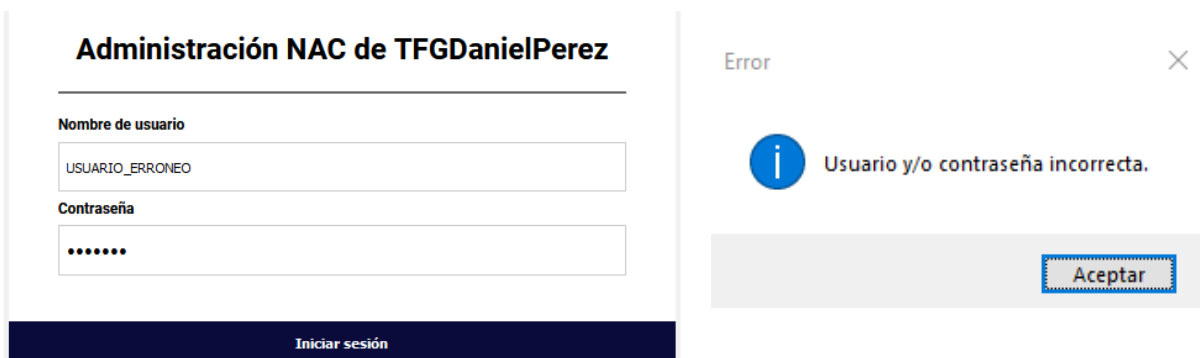 Administración NAC de TFGDanielPerez
Nombre de usuario
USUARIO_ERRONEO
Contraseña
•••••••
Iniciar sesión
Error
Usuario y/o contraseña incorrecta.
Aceptar